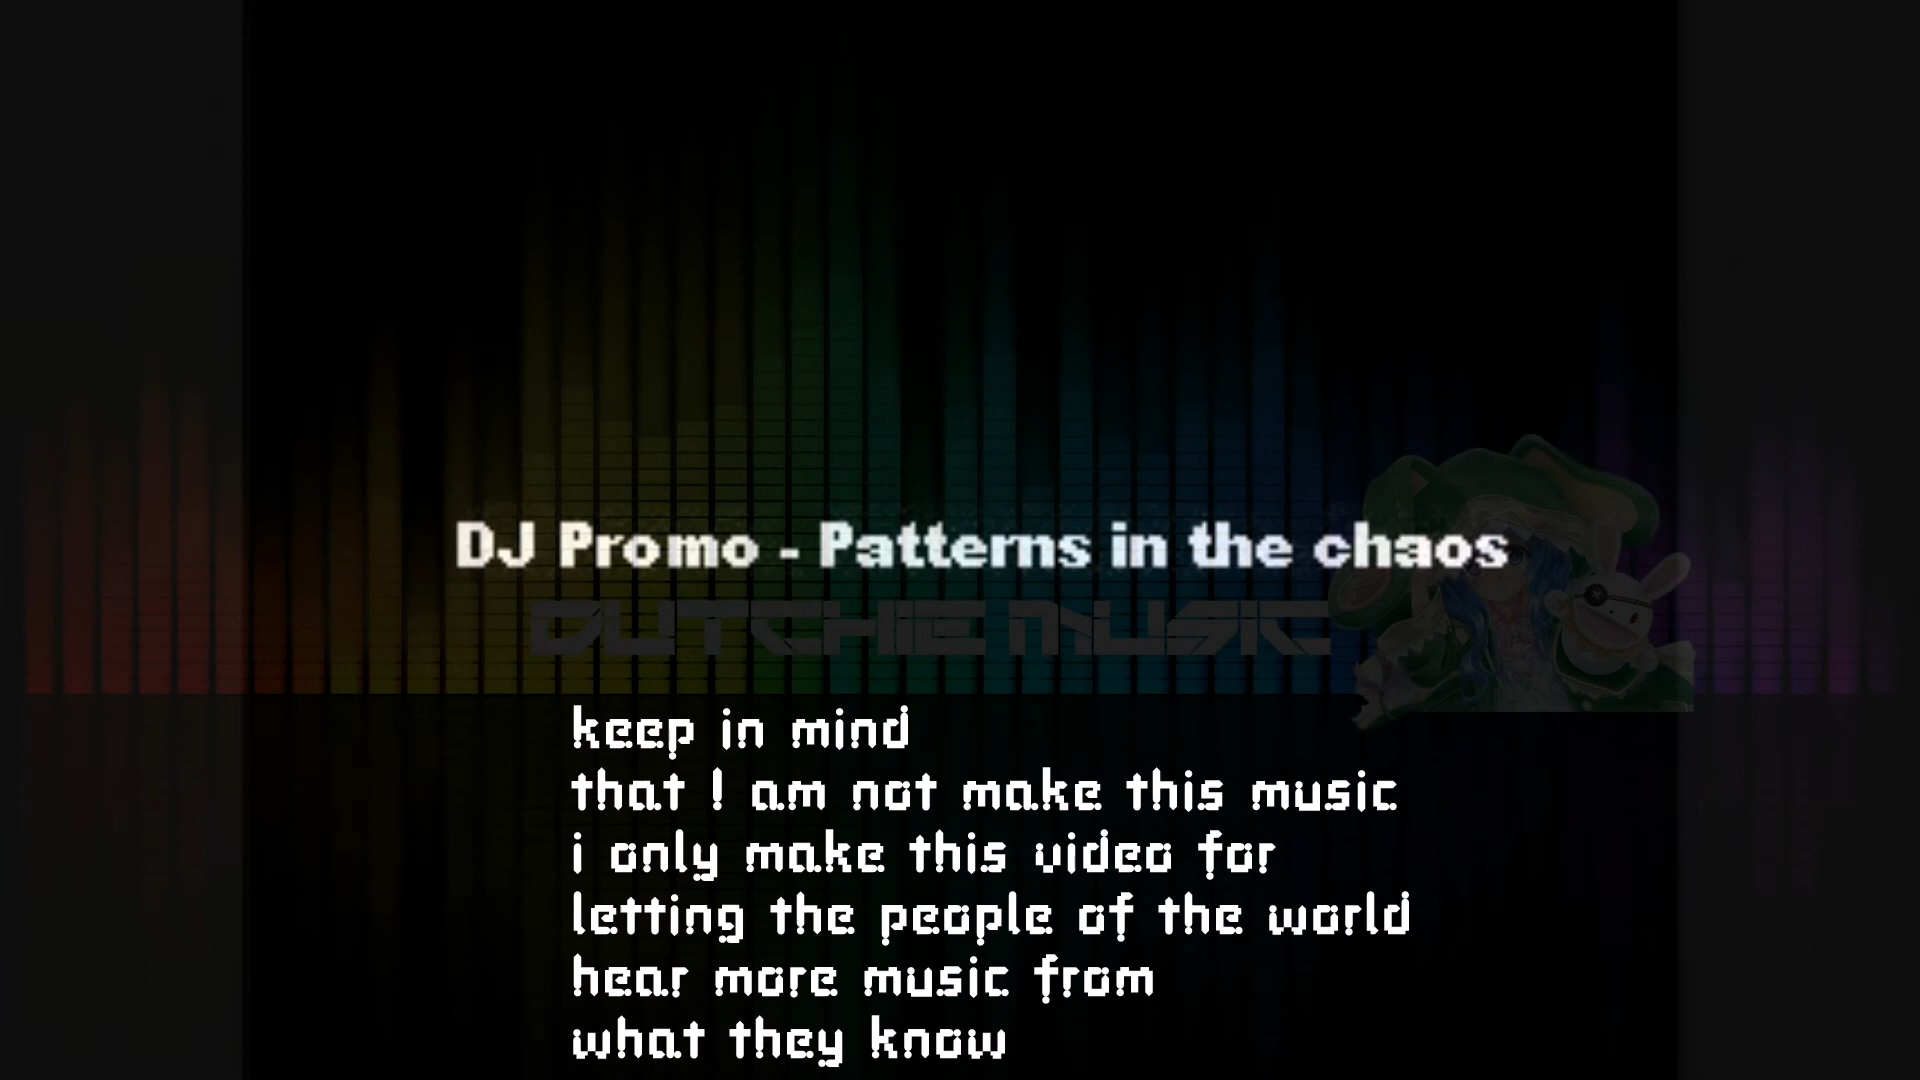 DJ Promo - Patterns in the chaos
DUTCHIE MUSIC
keep in mind
that I am not make this music
i only make this video for
letting the people of the world
hear more music from
what they know